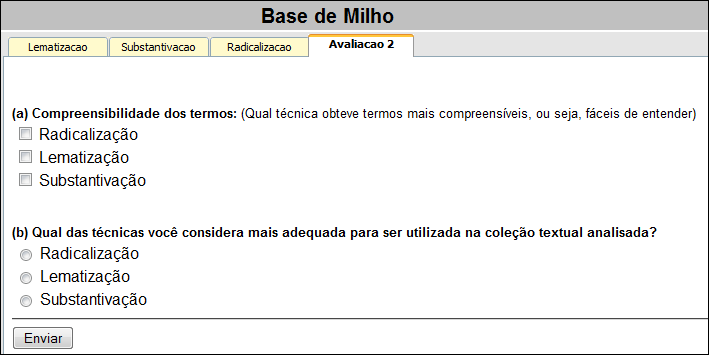 Base de Milho
Lematizacao Substantivacao Radicalizacao Avaliacao 2
(a) Compreensibilidade dos termos: (Qual técnica obteve termos mais compreensíveis, ou seja, fáceis de entender)
Radicalização
Lematização
Substantivação
(b) Qual das técnicas você considera mais adequada para ser utilizada na coleção textual analisada?
Radicalização
Lematização
Substantivação
Enviar